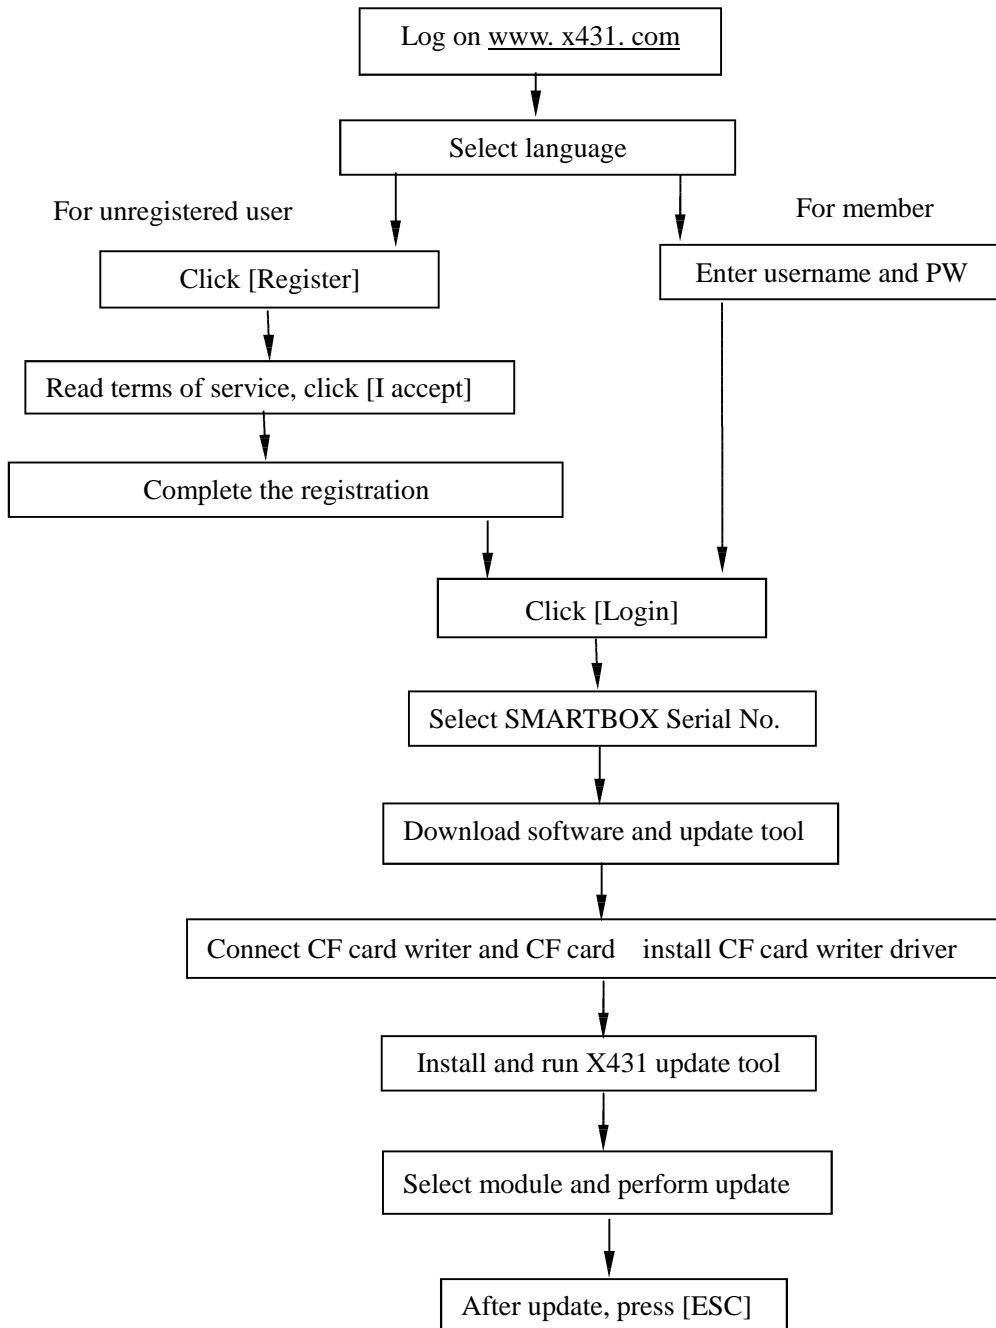 Log on www. x431. com
Select language
For unregistered user
For member
Click [Register]
Enter username and PW
Read terms of service, click [I accept]
Complete the registration
Click [Login]
Select SMARTBOX Serial No.
Download software and update tool
Connect CF card writer and CF card    install CF card writer driver
Install and run X431 update tool
Select module and perform update
After update, press [ESC]